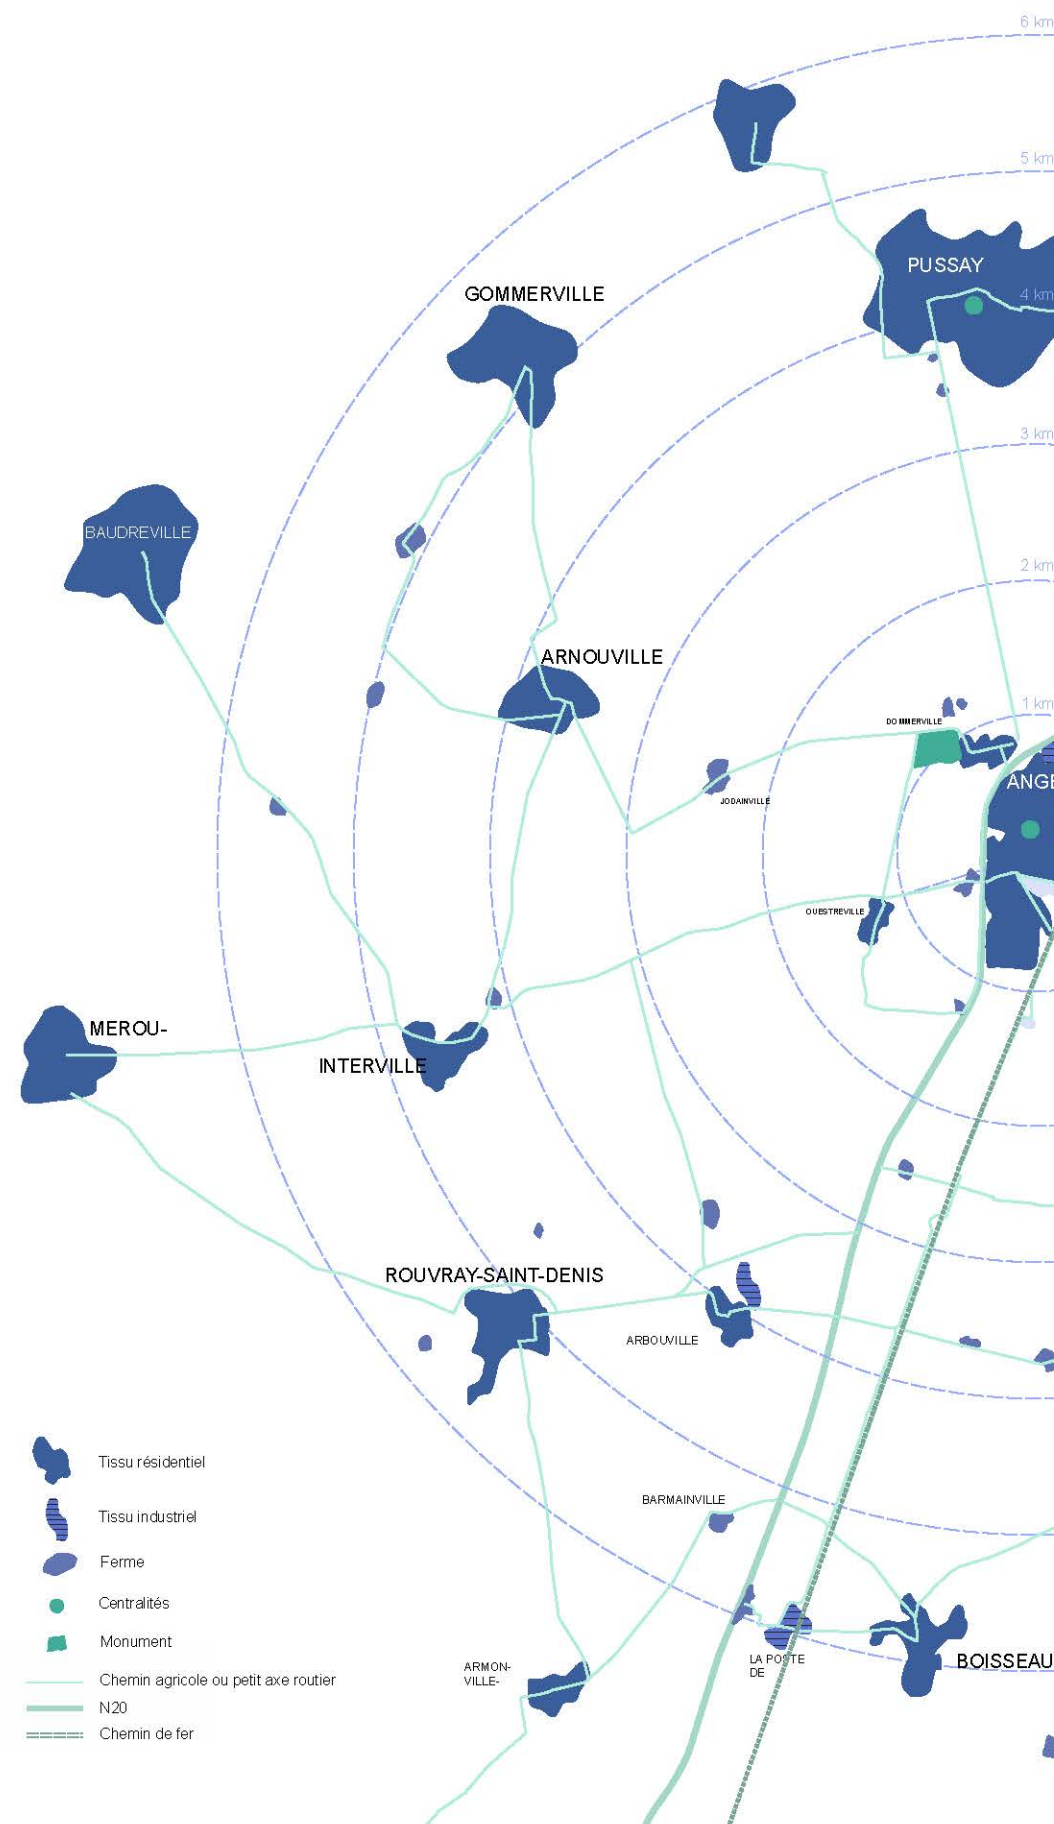 6 km
5 km
PUSSAY
4 km
GOMMERVILLE
3 km
BAUDREVILLE
2 km
ARNOUVILLE
1 km
DOMMERVILLE
ANGE
JODAINVILLE
OUESTREVILLE
MEROU-
INTERVILLE
ROUVRAY-SAINT-DENIS
ARBOUVILLE
BARMAINVILLE
LA POSTE
DE
BOISSEAU
ARMON-
VILLE-
Tissu résidentiel
Tissu industriel
Ferme
Centralités
Monument
Chemin agricole ou petit axe routier
N20
Chemin de fer